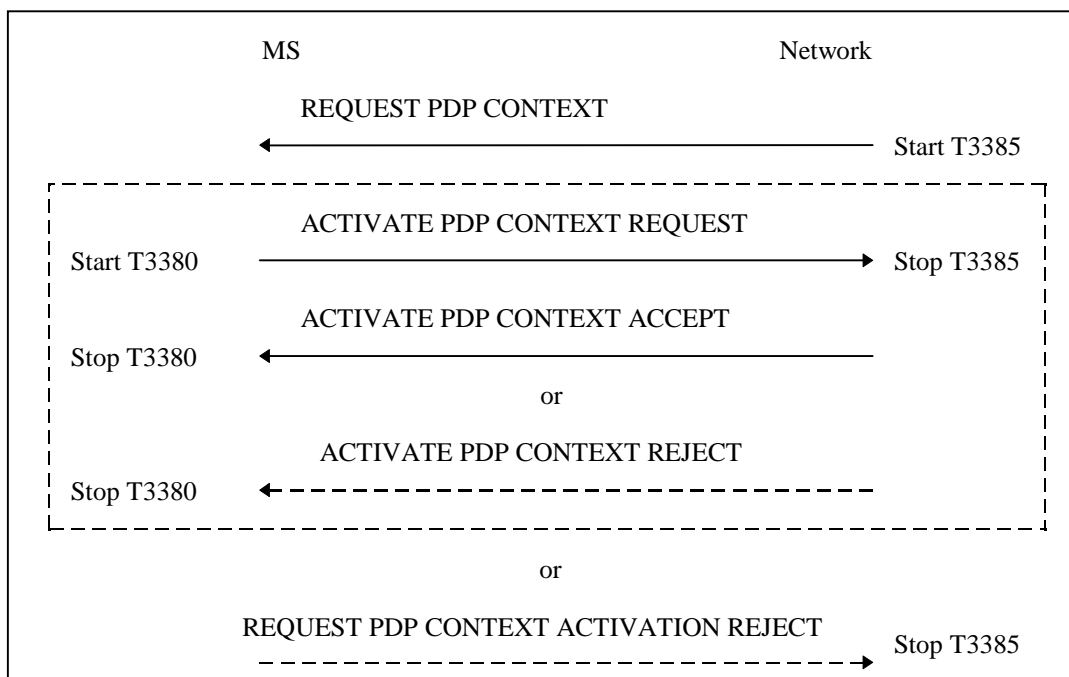 MS Network
REQUEST PDP CONTEXT
Start T3385
ACTIVATE PDP CONTEXT REQUEST
Start T3380 Stop T3385
ACTIVATE PDP CONTEXT ACCEPT
Stop T3380
or
ACTIVATE PDP CONTEXT REJECT
Stop T3380
or
REQUEST PDP CONTEXT ACTIVATION REJECT
Stop T3385